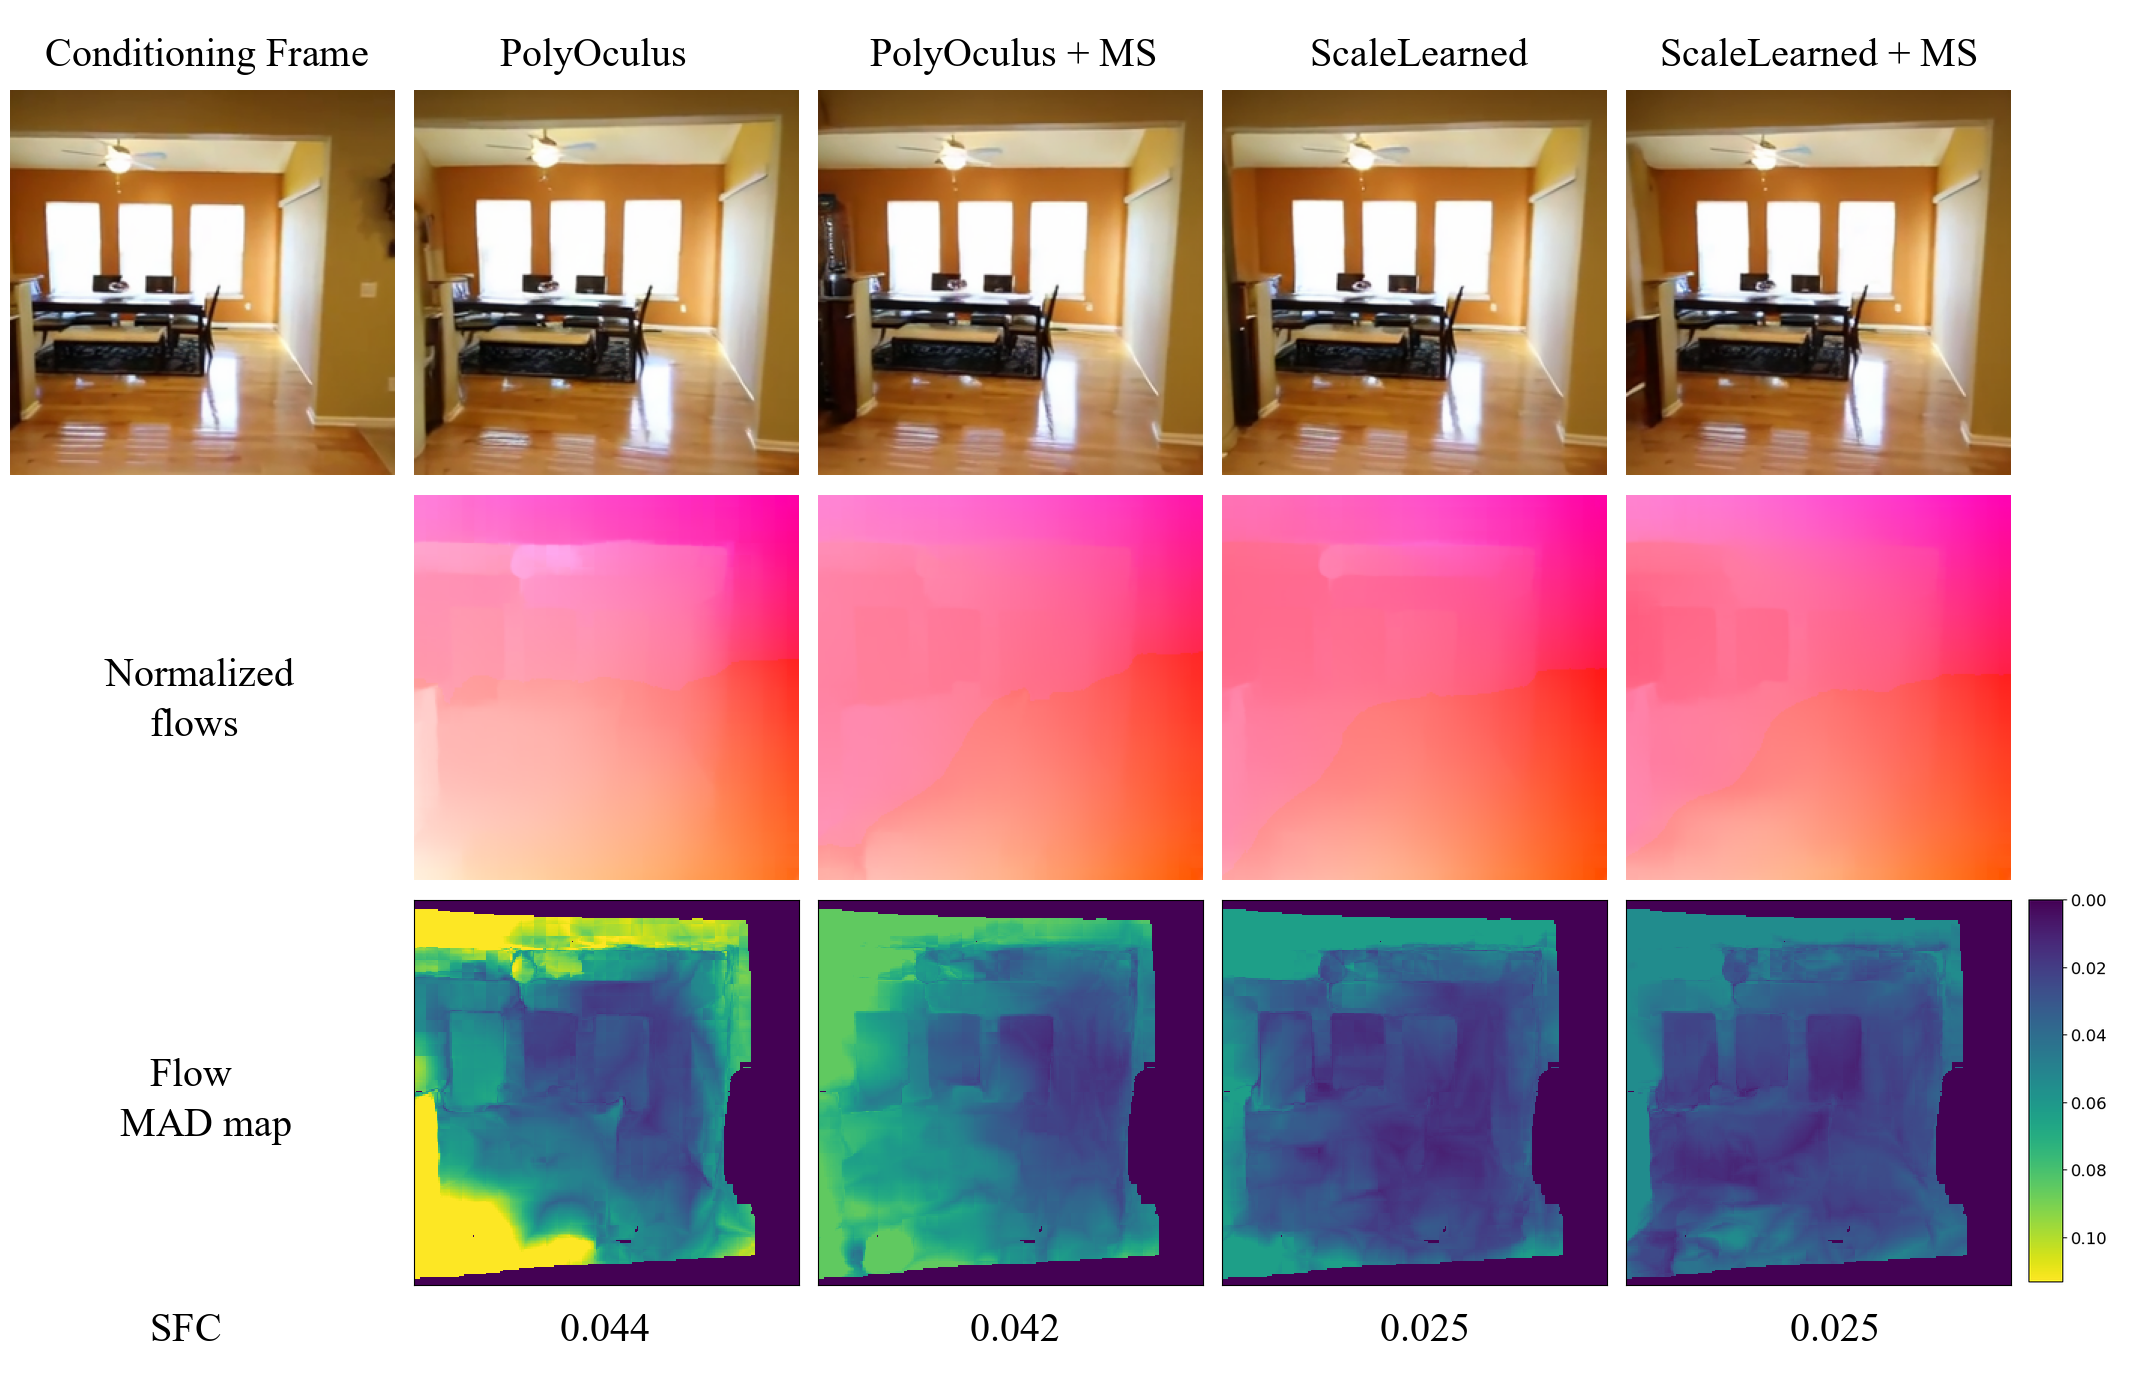 Conditioning Frame
PolyOculus
PolyOculus + MS
ScaleLearned
ScaleLearned + MS
Normalized
flows
Flow
MAD map
0.00
0.02
0.04
0.06
0.08
0.10
SFC
0.044
0.042
0.025
0.025